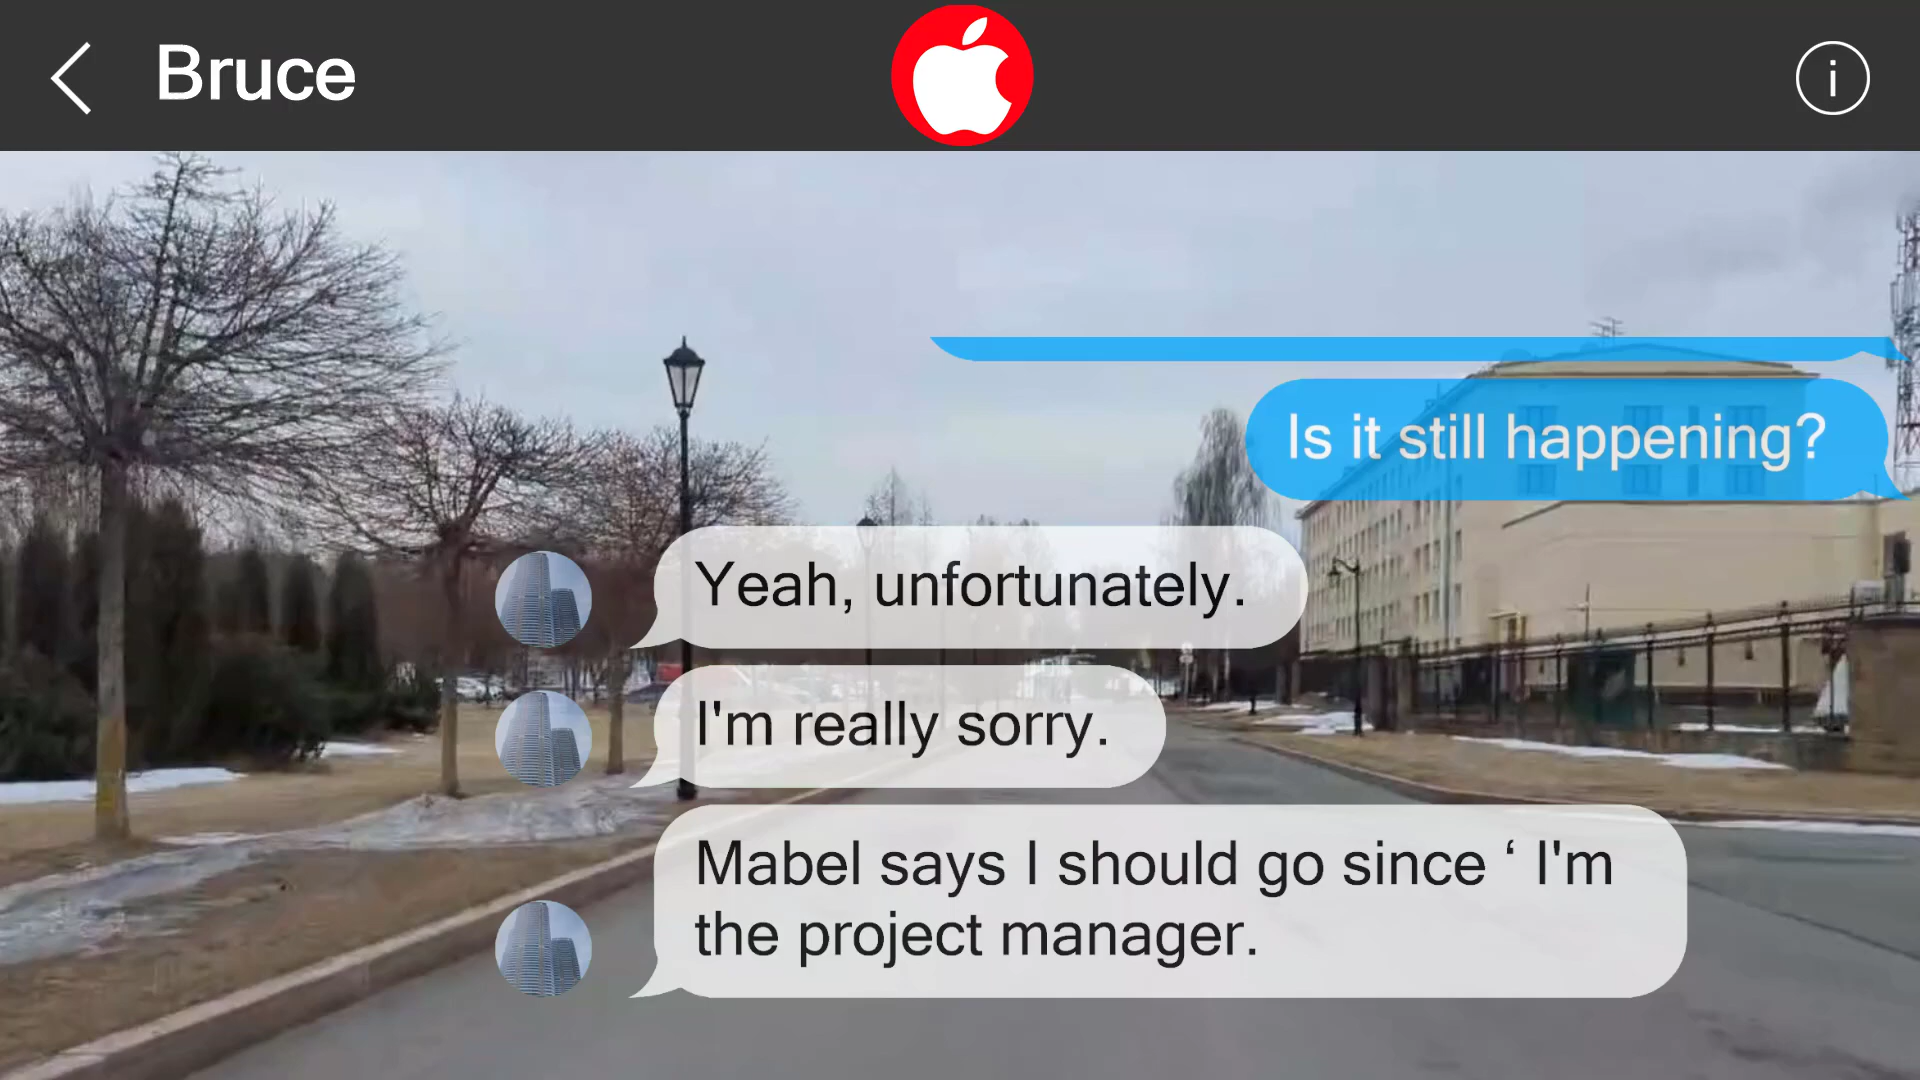 Bruce
Is it still happening?
Yeah, unfortunately.
I'm really sorry.
Mabel says I should go since ‘ I'm
the project manager.